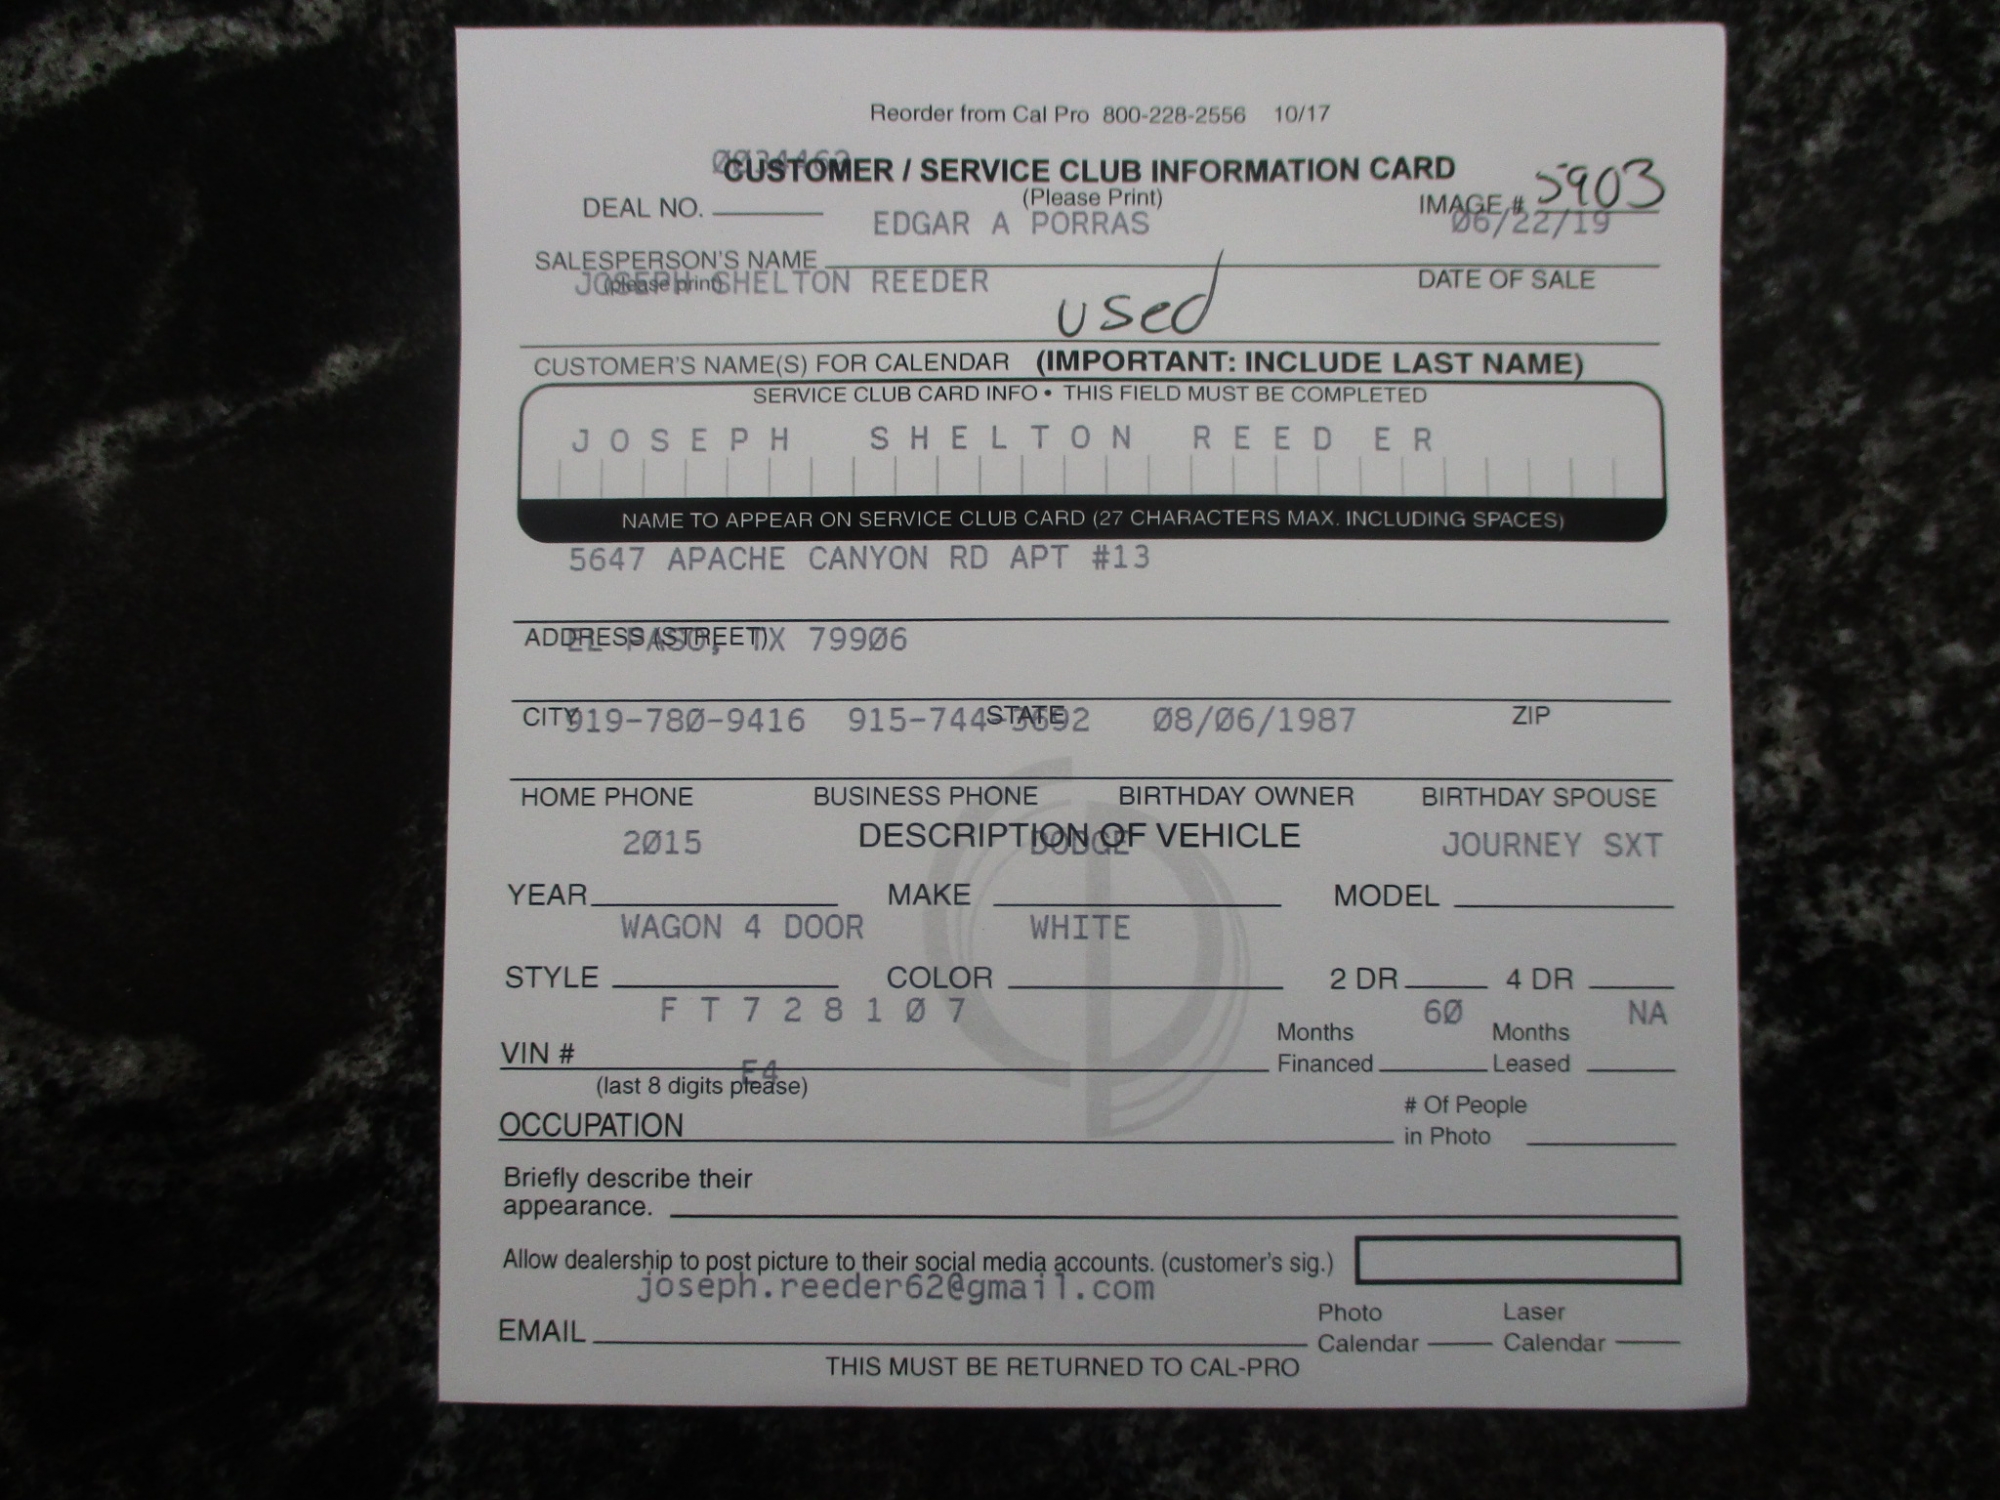 Reorder from Cal Pro 800-228-2556 10/17
CUSTOMER / SERVICE CLUB INFORMATION CARD
(Please Print)
DEAL NO. IMAGE # 5903
EDGAR A PORRAS 06/22/19
SALESPERSON'S NAME
(please print) JOSEPH SHELTON REEDER DATE OF SALE
used
CUSTOMER'S NAME(S) FOR CALENDAR (IMPORTANT: INCLUDE LAST NAME)
SERVICE CLUB CARD INFO • THIS FIELD MUST BE COMPLETED
JOSEPH SHELTON REEDER
NAME TO APPEAR ON SERVICE CLUB CARD (27 CHARACTERS MAX. INCLUDING SPACES)
5647 APACHE CANYON RD APT #13
ADDRESS (STREET)
EL PASO, TX 79906
CITY STATE ZIP
919-780-9416 08/06/1987
HOME PHONE BUSINESS PHONE BIRTHDAY OWNER BIRTHDAY SPOUSE
DESCRIPTION OF VEHICLE
2015 DODGE JOURNEY SXT
YEAR MAKE MODEL
WAGON 4 DOOR WHITE
STYLE COLOR 2 DR 4 DR
FT728107 60 NA
VIN # Months Financed Months Leased
E4
(last 8 digits please)
OCCUPATION # Of People in Photo
Briefly describe their
appearance.
Allow dealership to post picture to their social media accounts. (customer's sig.)
joseph.reeder62@gmail.com
EMAIL Photo Calendar Laser Calendar
THIS MUST BE RETURNED TO CAL-PRO